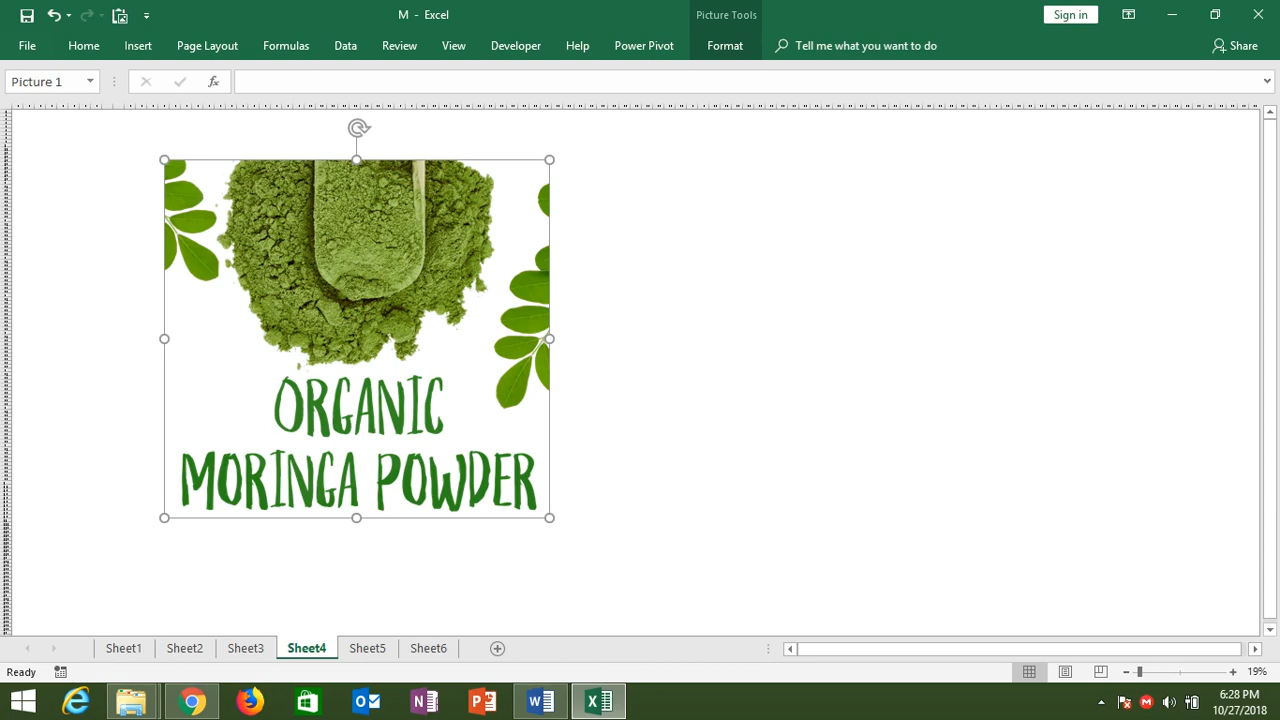 M - Excel
Picture Tools
Sign in
File
Home
Insert
Page Layout
Formulas
Data
Review
View
Developer
Help
Power Pivot
Format
Tell me what you want to do
Share
Picture 1
fx
ORGANIC
MORINGA POWDER
Sheet1
Sheet2
Sheet3
Sheet4
Sheet5
Sheet6
Ready
19%
6:28 PM
10/27/2018